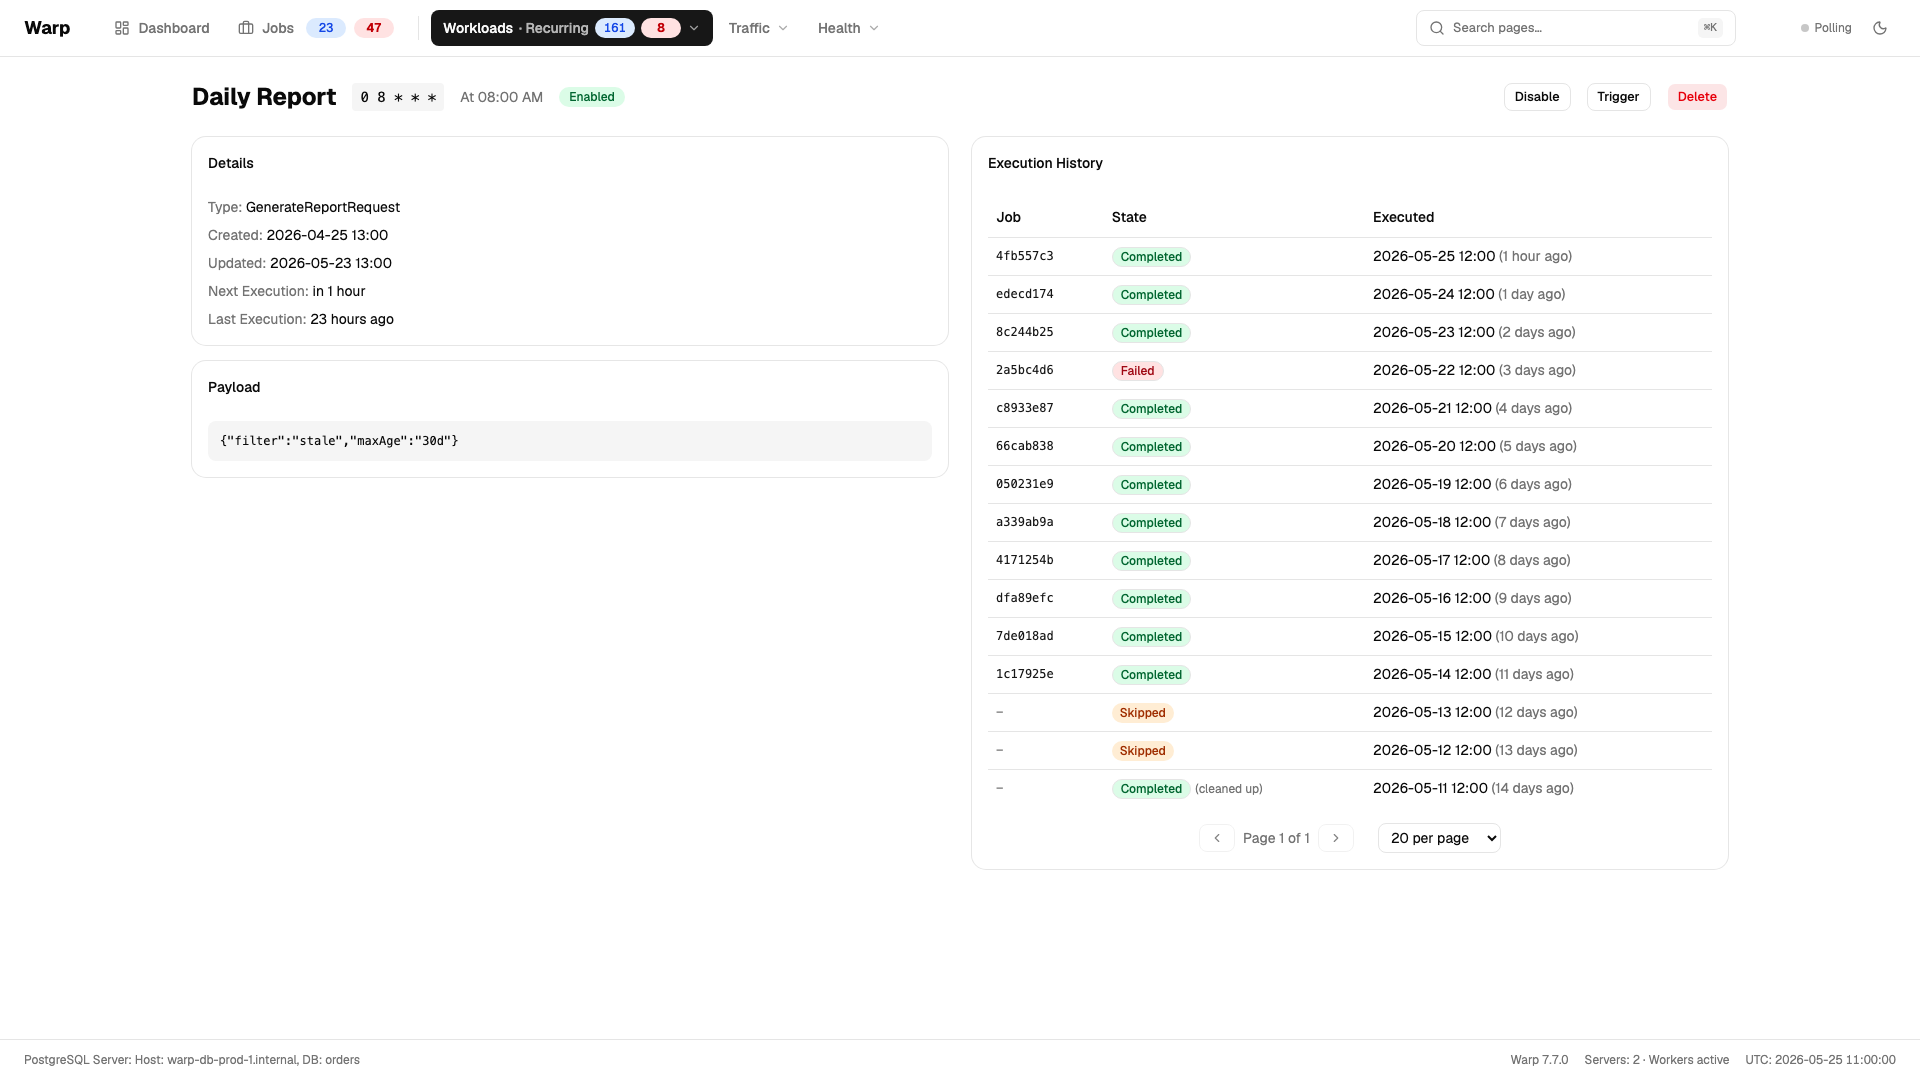 Warp Dashboard Jobs 23 47 Workloads · Recurring 161 8 Traffic Health Search pages... ⌘K Polling
Daily Report 0 8 * * * At 08:00 AM Enabled Disable Trigger Delete
Details
Type: GenerateReportRequest
Created: 2026-04-25 13:00
Updated: 2026-05-23 13:00
Next Execution: in 1 hour
Last Execution: 23 hours ago
Payload
{"filter":"stale","maxAge":"30d"}
Execution History
Job State Executed
4fb557c3 Completed 2026-05-25 12:00 (1 hour ago)
edecd174 Completed 2026-05-24 12:00 (1 day ago)
8c244b25 Completed 2026-05-23 12:00 (2 days ago)
2a5bc4d6 Failed 2026-05-22 12:00 (3 days ago)
c8933e87 Completed 2026-05-21 12:00 (4 days ago)
66cab838 Completed 2026-05-20 12:00 (5 days ago)
050231e9 Completed 2026-05-19 12:00 (6 days ago)
a339ab9a Completed 2026-05-18 12:00 (7 days ago)
4171254b Completed 2026-05-17 12:00 (8 days ago)
dfa89efc Completed 2026-05-16 12:00 (9 days ago)
7de018ad Completed 2026-05-15 12:00 (10 days ago)
1c17925e Completed 2026-05-14 12:00 (11 days ago)
– Skipped 2026-05-13 12:00 (12 days ago)
– Skipped 2026-05-12 12:00 (13 days ago)
– Completed (cleaned up) 2026-05-11 12:00 (14 days ago)
Page 1 of 1 20 per page
PostgreSQL Server: Host: warp-db-prod-1.internal, DB: orders Warp 7.7.0 Servers: 2 · Workers active UTC: 2026-05-25 11:00:00